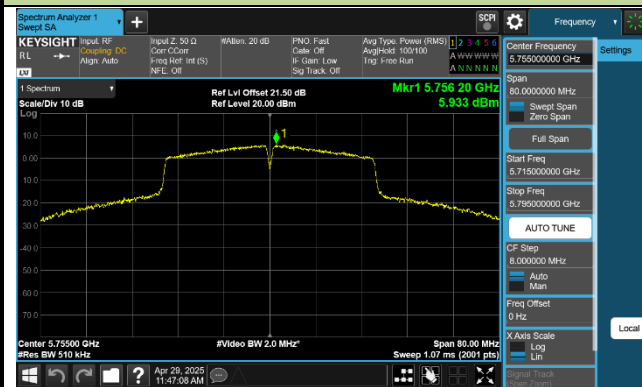 Spectrum Analyzer 1
Swept SA
SCPI
Frequency
KEYSIGHT
RL
Input: RF
Coupling: DC
Align: Auto
Input Z: 50 Ω
Corr CCorr
Freq Ref: Int (S)
NFE: Off
#Atten: 20 dB
PNO: Fast
Gate: Off
IF Gain: Low
Sig Track: Off
Avg Type: Power (RMS)
Avg|Hold: 100/100
Trig: Free Run
1 2 3 4 5 6
A W W W W W
A N N N N N
LXI
1 Spectrum
Scale/Div 10 dB
Log
Ref Lvl Offset 21.50 dB
Ref Level 20.00 dBm
Mkr1 5.756 20 GHz
5.933 dBm
1
10.0
0.00
-10.0
-20.0
-30.0
-40.0
-50.0
-60.0
-70.0
Center 5.75500 GHz
#Res BW 510 kHz
#Video BW 2.0 MHz*
Span 80.00 MHz
Sweep 1.07 ms (2001 pts)
Apr 29, 2025
11:47:08 AM
Center Frequency
5.755000000 GHz
Span
80.0000000 MHz
Swept Span
Zero Span
Full Span
Start Freq
5.715000000 GHz
Stop Freq
5.795000000 GHz
AUTO TUNE
CF Step
8.000000 MHz
Auto
Man
Freq Offset
0 Hz
X Axis Scale
Log
Lin
Signal Track
(Span Zoom)
Settings
Local